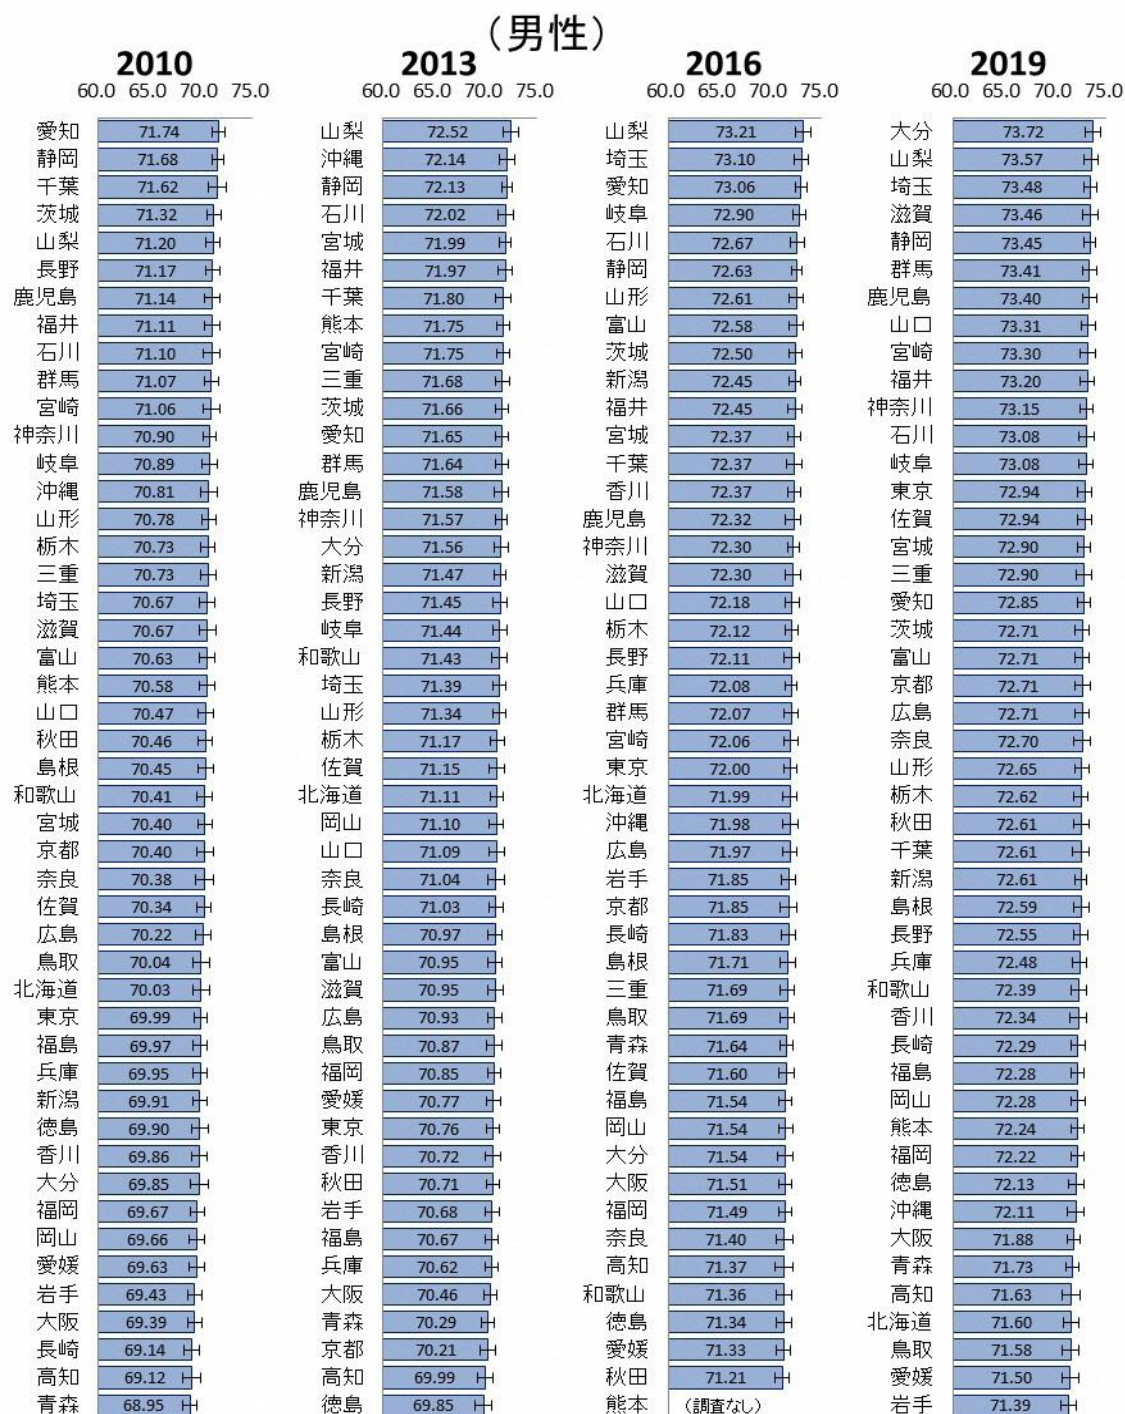 （男性）
2010 2013 2016 2019
60.0 65.0 70.0 75.0 60.0 65.0 70.0 75.0 60.0 65.0 70.0 75.0 60.0 65.0 70.0 75.0
愛知 71.74 山梨 72.52 山梨 73.21 大分 73.72
静岡 71.68 沖縄 72.14 埼玉 73.10 山梨 73.57
千葉 71.62 静岡 72.13 愛知 73.06 埼玉 73.48
茨城 71.32 石川 72.02 岐阜 72.90 滋賀 73.46
山梨 71.20 宮城 71.99 石川 72.67 静岡 73.45
長野 71.17 福井 71.97 静岡 72.63 群馬 73.41
鹿児島 71.14 千葉 71.80 山形 72.61 鹿児島 73.40
福井 71.11 熊本 71.75 富山 72.58 山口 73.31
石川 71.10 宮崎 71.75 茨城 72.50 宮崎 73.30
群馬 71.07 三重 71.68 新潟 72.45 福井 73.20
宮崎 71.06 茨城 71.66 福井 72.45 神奈川 73.15
神奈川 70.90 愛知 71.65 宮城 72.37 石川 73.08
岐阜 70.89 群馬 71.64 千葉 72.37 岐阜 73.08
沖縄 70.81 鹿児島 71.58 香川 72.37 東京 72.94
山形 70.78 神奈川 71.57 鹿児島 72.32 佐賀 72.94
栃木 70.73 大分 71.56 神奈川 72.30 宮城 72.90
三重 70.73 新潟 71.47 滋賀 72.30 三重 72.90
埼玉 70.67 長野 71.45 山口 72.18 愛知 72.85
滋賀 70.67 岐阜 71.44 栃木 72.12 茨城 72.71
富山 70.63 和歌山 71.43 長野 72.11 富山 72.71
熊本 70.58 埼玉 71.39 兵庫 72.08 京都 72.71
山口 70.47 山形 71.34 群馬 72.07 広島 72.71
秋田 70.46 栃木 71.17 宮崎 72.06 奈良 72.70
島根 70.45 佐賀 71.15 東京 72.00 山形 72.65
和歌山 70.41 北海道 71.11 北海道 71.99 栃木 72.62
宮城 70.40 岡山 71.10 沖縄 71.98 秋田 72.61
京都 70.40 山口 71.09 広島 71.97 千葉 72.61
奈良 70.38 奈良 71.04 岩手 71.85 新潟 72.61
佐賀 70.34 長崎 71.03 京都 71.85 島根 72.59
広島 70.22 島根 70.97 長崎 71.83 長野 72.55
鳥取 70.04 富山 70.95 島根 71.71 兵庫 72.48
北海道 70.03 滋賀 70.95 三重 71.69 和歌山 72.39
東京 69.99 広島 70.93 鳥取 71.69 香川 72.34
福島 69.97 鳥取 70.87 青森 71.64 長崎 72.29
兵庫 69.95 福岡 70.85 佐賀 71.60 福島 72.28
新潟 69.91 愛媛 70.77 福島 71.54 岡山 72.28
徳島 69.90 東京 70.76 岡山 71.54 熊本 72.24
香川 69.86 香川 70.72 大分 71.54 福岡 72.22
大分 69.85 秋田 70.71 大阪 71.51 徳島 72.13
福岡 69.67 岩手 70.68 福岡 71.49 沖縄 72.11
岡山 69.66 福島 70.67 奈良 71.40 大阪 71.88
愛媛 69.63 兵庫 70.62 高知 71.37 青森 71.73
岩手 69.43 大阪 70.46 和歌山 71.36 高知 71.63
大阪 69.39 青森 70.29 徳島 71.34 北海道 71.60
長崎 69.14 京都 70.21 愛媛 71.33 鳥取 71.58
高知 69.12 高知 69.99 秋田 71.21 愛媛 71.50
青森 68.95 徳島 69.85 熊本 （調査なし） 岩手 71.39